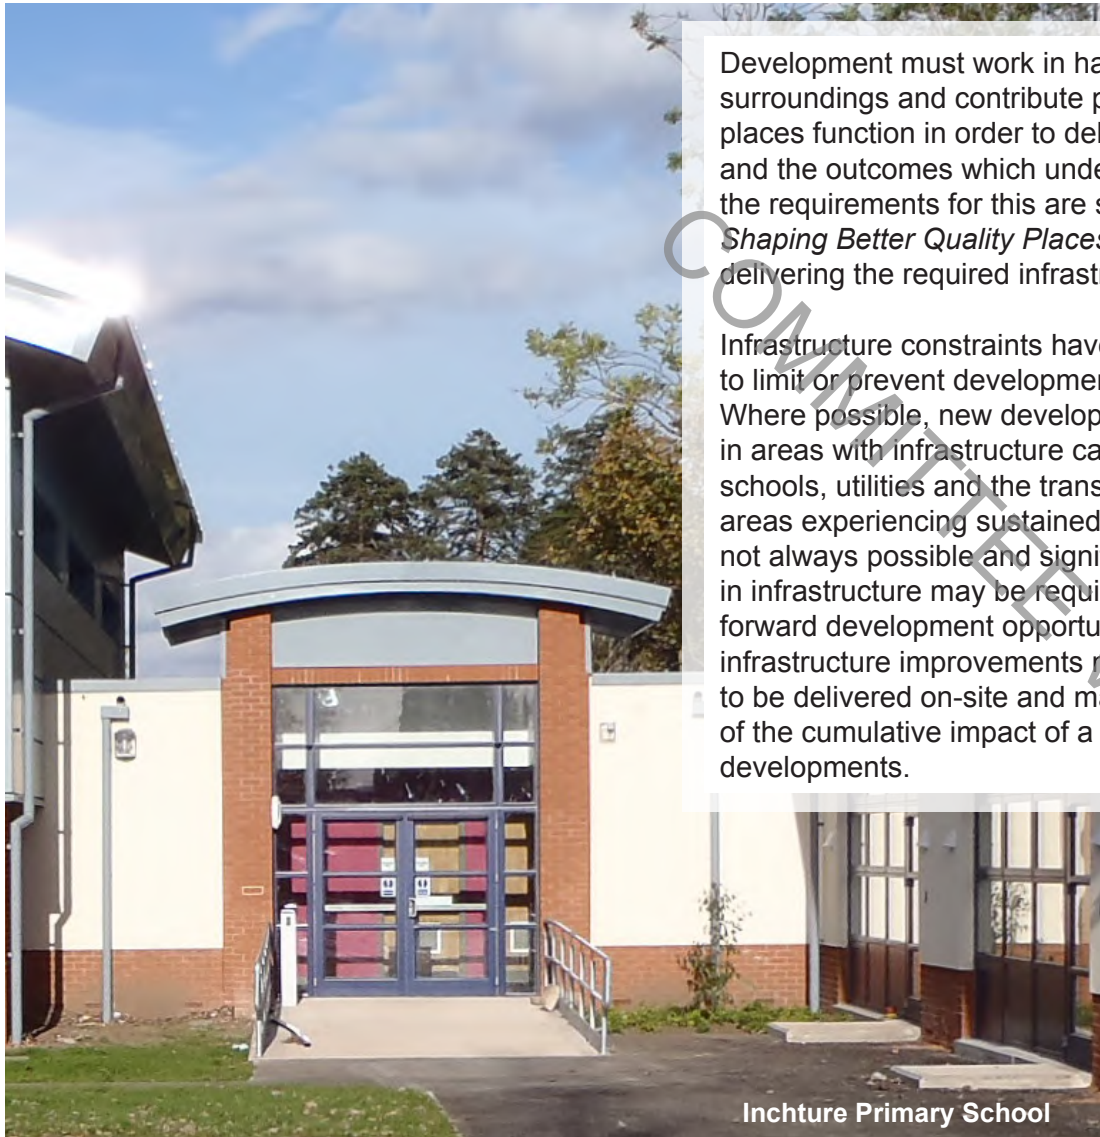 Development must work in ha
surroundings and contribute p
places function in order to del
and the outcomes which unde
the requirements for this are s
Shaping Better Quality Places
delivering the required infrastr
Infrastructure constraints have
to limit or prevent developmen
Where possible, new develop
in areas with infrastructure ca
schools, utilities and the trans
areas experiencing sustained
not always possible and signi
in infrastructure may be requi
forward development opportu
infrastructure improvements
to be delivered on-site and ma
of the cumulative impact of a
developments.
COMMITTEE
Inchture Primary School